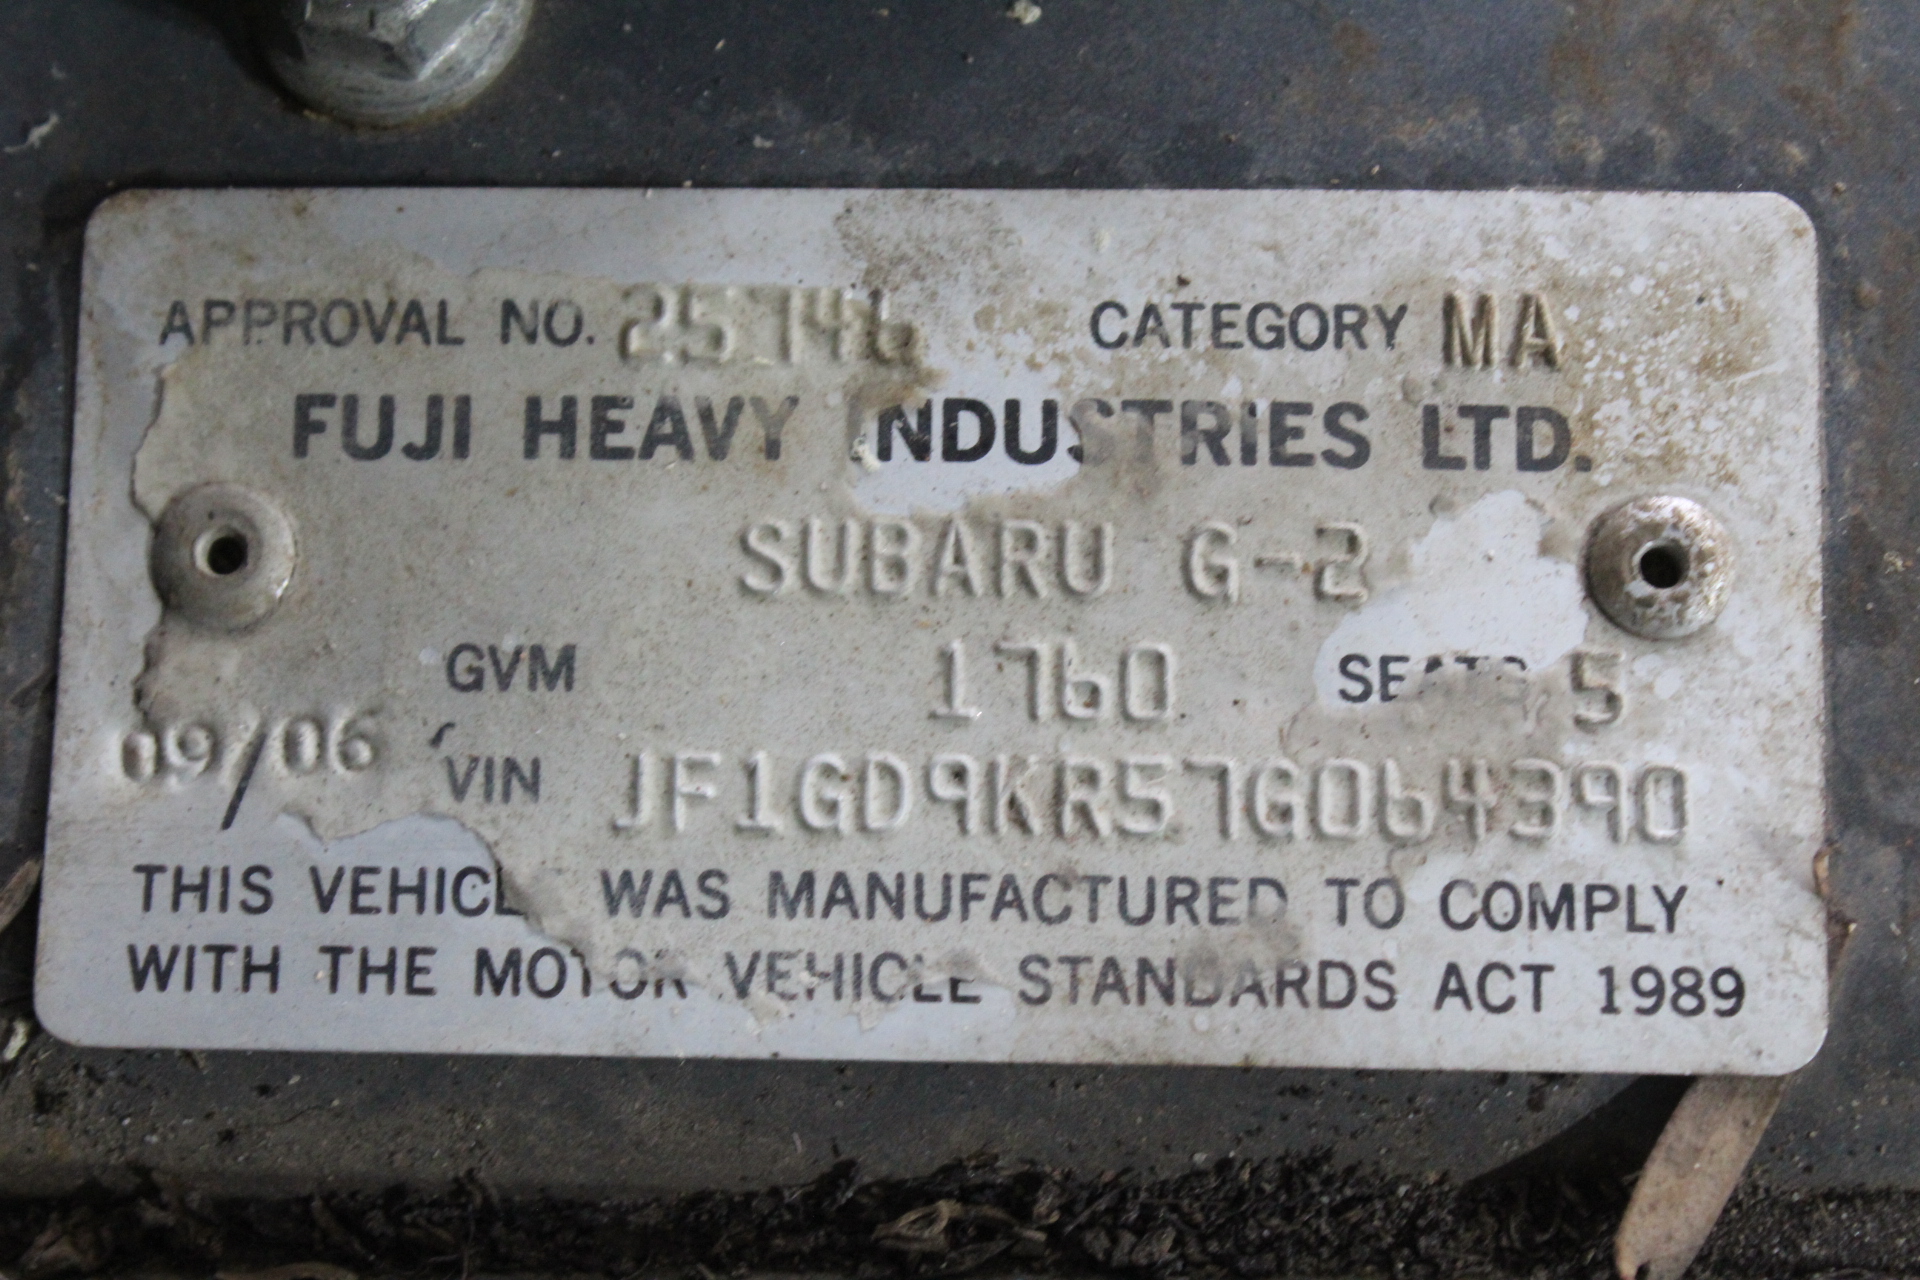 APPROVAL NO. 25746 CATEGORY MA
FUJI HEAVY INDUSTRIES LTD.
SUBARU G-2
GVM 1760 SEATS 5
09/06 VIN JF1GD9KR57G064390
THIS VEHICLE WAS MANUFACTURED TO COMPLY
WITH THE MOTOR VEHICLE STANDARDS ACT 1989